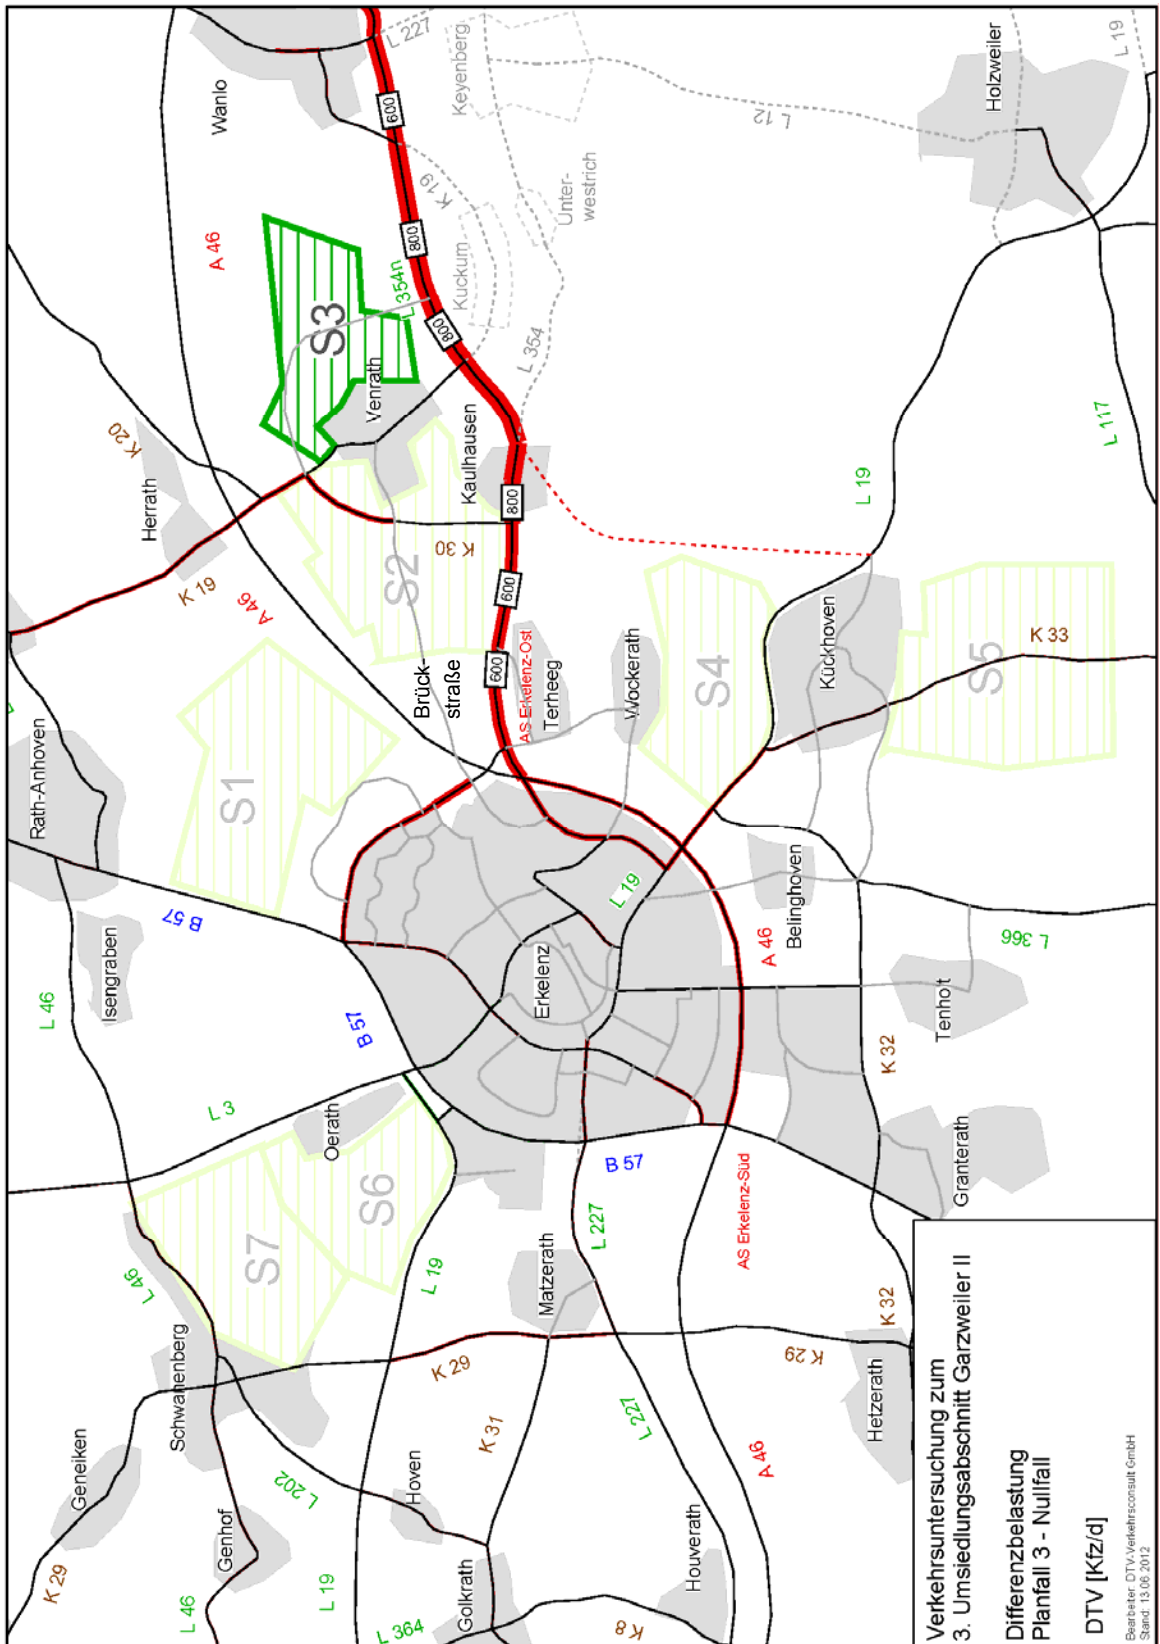 Wanlo
L 227
Keyenberg
600
L 12
Holzweiler
L 19
K 19
Unter-
westrich
A 46
800
Kuckum
L 354n
S3
800
L 354
Venrath
K 20
Herrath
Kaulhausen
800
L 19
L 117
K 30
S2
K 19
A 46
600
Brück-
straße
600
AS Erkelenz-Ost
Terheeg
Wockerath
S4
Kückhoven
K 33
S5
Rath-Anhoven
S1
B 57
Isengraben
L 46
L 19
Belinghoven
A 46
L 366
Erkelenz
Tenholt
B 57
K 32
L 3
Oerath
S6
S7
B 57
AS Erkelenz-Süd
Granterath
L 46
L 19
L 227
Matzerath
K 32
K 29
K 29
Hetzerath
Schwanenberg
Geneiken
K 31
L 227
A 46
L 202
Hoven
Genhof
K 29
L 46
L 19
Golkrath
Houverath
L 364
K 8
Verkehrsuntersuchung zum
3. Umsiedlungsabschnitt Garzweiler II
Differenzbelastung
Planfall 3 - Nullfall
DTV [Kfz/d]
Bearbeiter: DTV-Verkehrsconsult GmbH
Stand: 13.06.2012